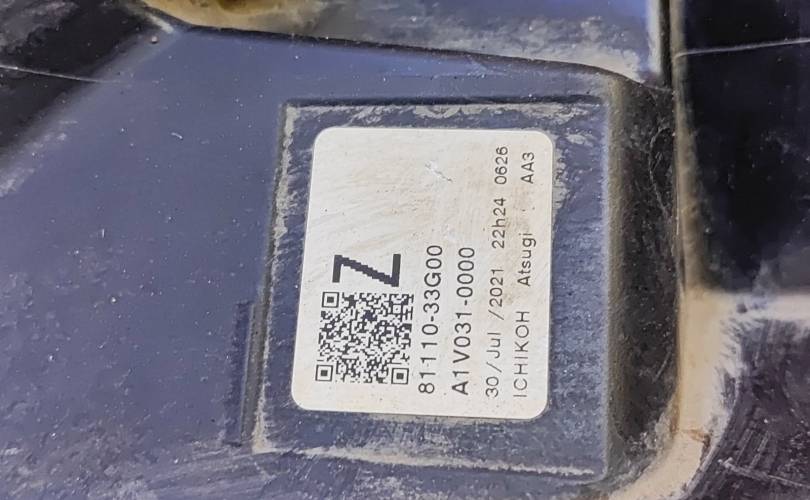 Z
81110-33G00
A1V031-0000
30/Jul /2021 22h24 0626
ICHIKOH Atsugi AA3